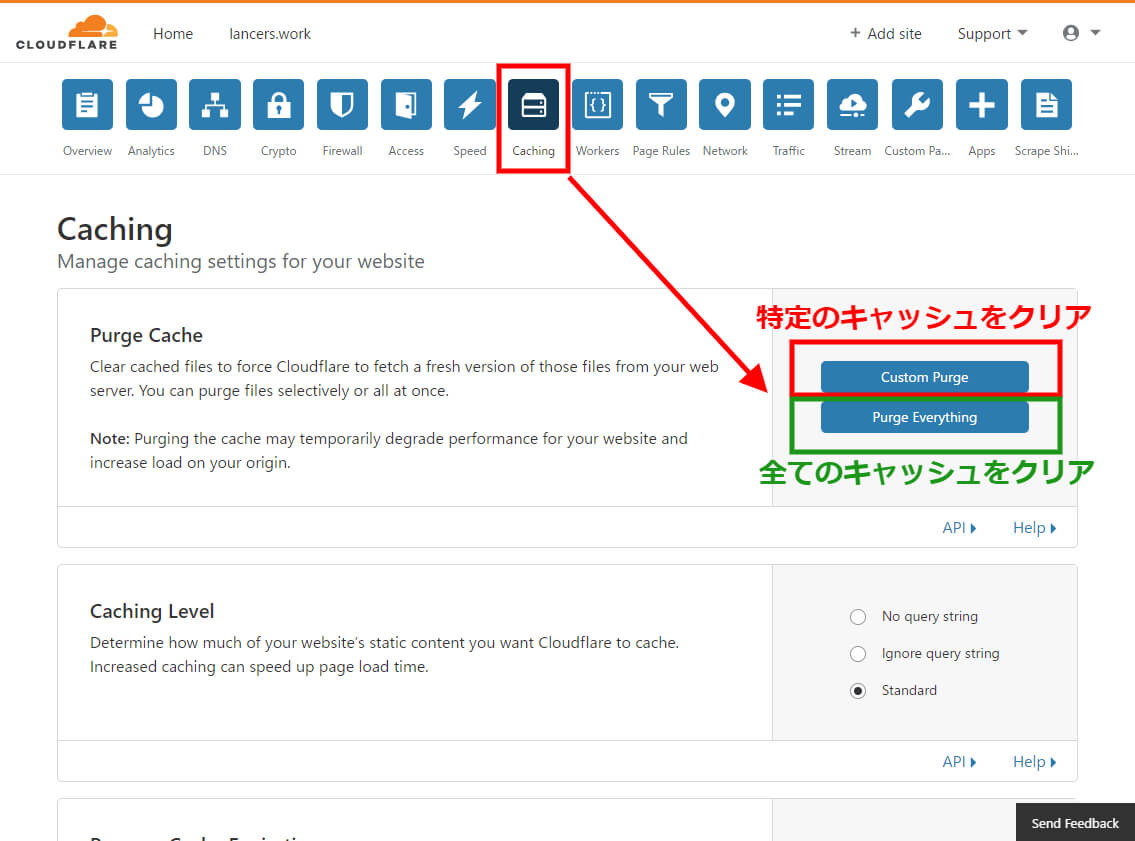 CLOUDFLARE
Home
lancers.work
+ Add site
Support
Overview
Analytics
DNS
Crypto
Firewall
Access
Speed
Caching
Workers
Page Rules
Network
Traffic
Stream
Custom Pa...
Apps
Scrape Shi...
Caching
Manage caching settings for your website
Purge Cache
Clear cached files to force Cloudflare to fetch a fresh version of those files from your web
server. You can purge files selectively or all at once.
Note: Purging the cache may temporarily degrade performance for your website and
increase load on your origin.
特定のキャッシュをクリア
Custom Purge
Purge Everything
全てのキャッシュをクリア
API
Help
Caching Level
Determine how much of your website’s static content you want Cloudflare to cache.
Increased caching can speed up page load time.
No query string
Ignore query string
Standard
API
Help
Send Feedback